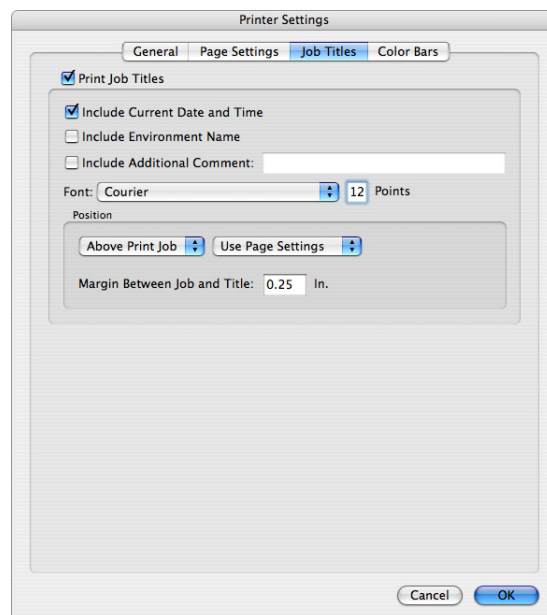 Printer Settings
General Page Settings Job Titles Color Bars
Print Job Titles
Include Current Date and Time
Include Environment Name
Include Additional Comment:
Font: Courier 12 Points
Position
Above Print Job Use Page Settings
Margin Between Job and Title: 0.25 In.
Cancel OK